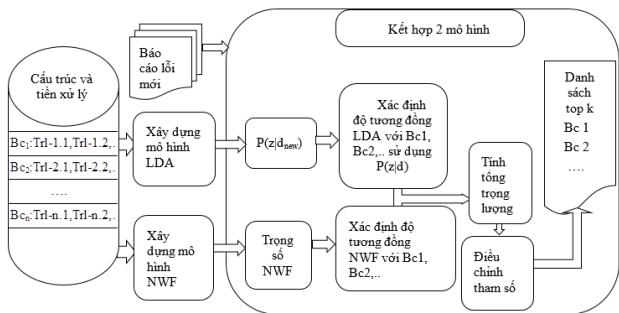 Kết hợp 2 mô hình
Báo
cáo lỗi
mới
Cấu trúc và
tiền xử lý
Bc₁:Trl-1.1,Trl-1.2,.
Bc₂:Trl-2.1,Trl-2.2,.
....
Bcₙ:Trl-n.1,Trl-n.2,.
Xây dựng
mô hình
LDA
P(z|dnew)
Xác định
độ tương đồng
LDA với Bc1,
Bc2,.. sử dụng
P(z|d)
Xây
dựng mô
hình
NWF
Trọng
số
NWF
Xác định độ
tương đồng
NWF với Bc1,
Bc2,..
Tính
tổng trọng
lượng
Điều
chỉnh
tham số
Danh
sách
top k
Bc 1
Bc 2
....